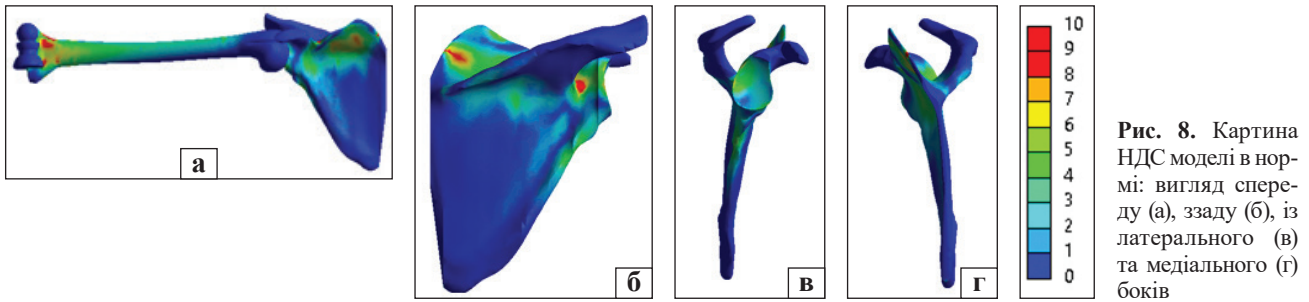 а
б
в
г
10
9
8
7
6
5
4
3
2
1
0
Рис. 8. Картина
НДС моделі в нор-
мі: вигляд спере-
ду (а), ззаду (б), із
латерального (в)
та медіального (г)
боків